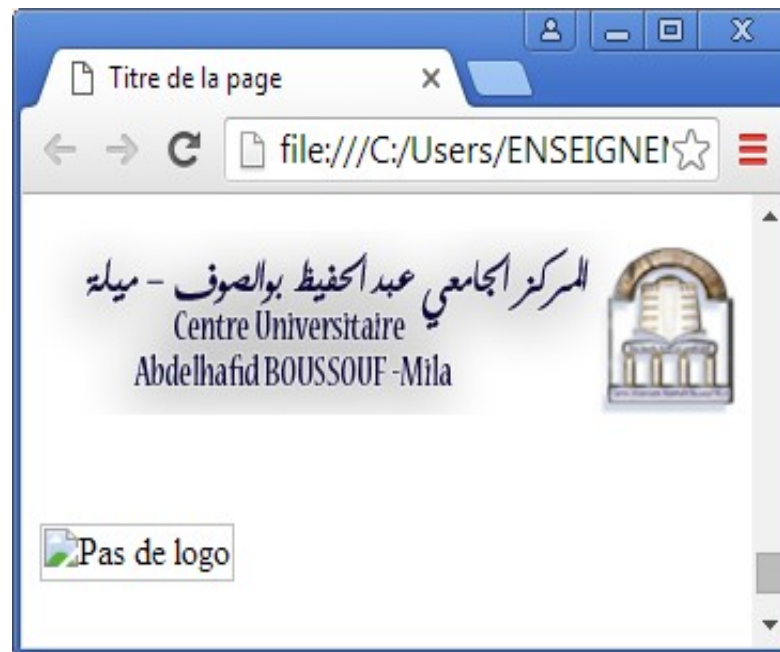 Titre de la page
file:///C:/Users/ENSEIGNE
المركز الجامعي عبد الحفيظ بوالصوف – ميلة
Centre Universitaire
Abdelhafid BOUSSOUF -Mila
Pas de logo